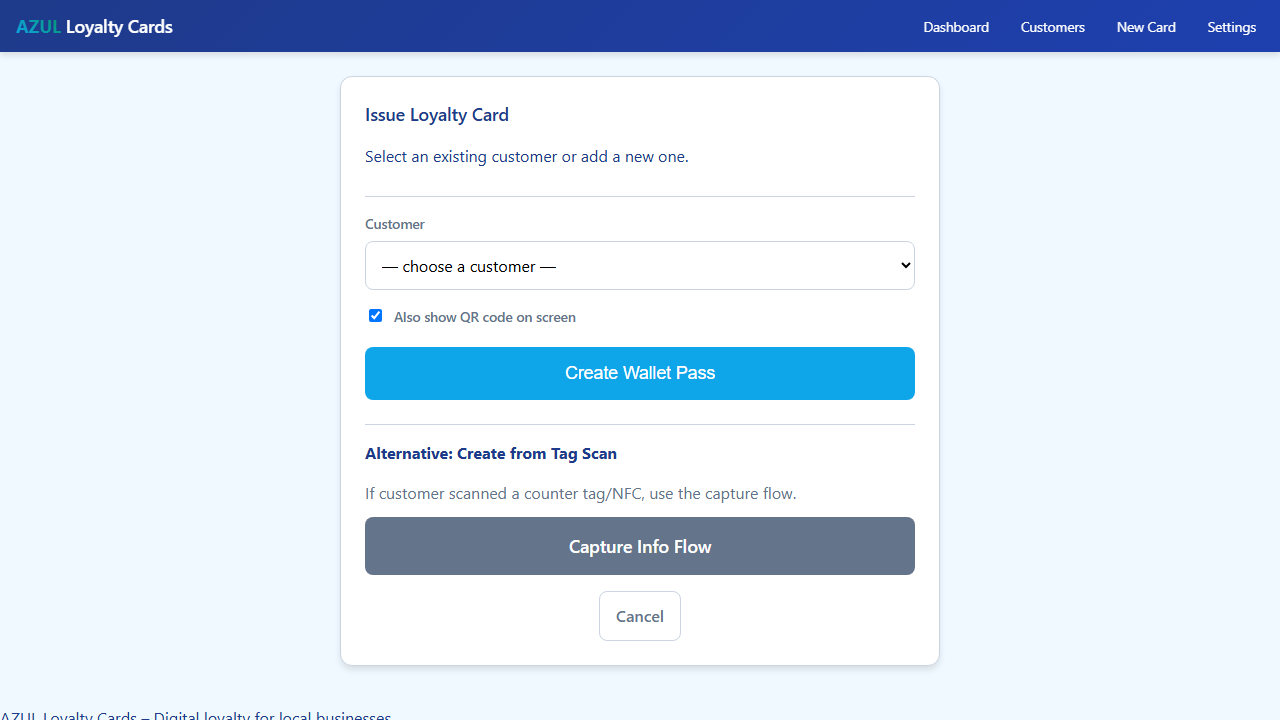 AZUL Loyalty Cards
Dashboard
Customers
New Card
Settings
Issue Loyalty Card
Select an existing customer or add a new one.
Customer
— choose a customer —
Also show QR code on screen
Create Wallet Pass
Alternative: Create from Tag Scan
If customer scanned a counter tag/NFC, use the capture flow.
Capture Info Flow
Cancel
AZUL Loyalty Cards – Digital loyalty for local businesses